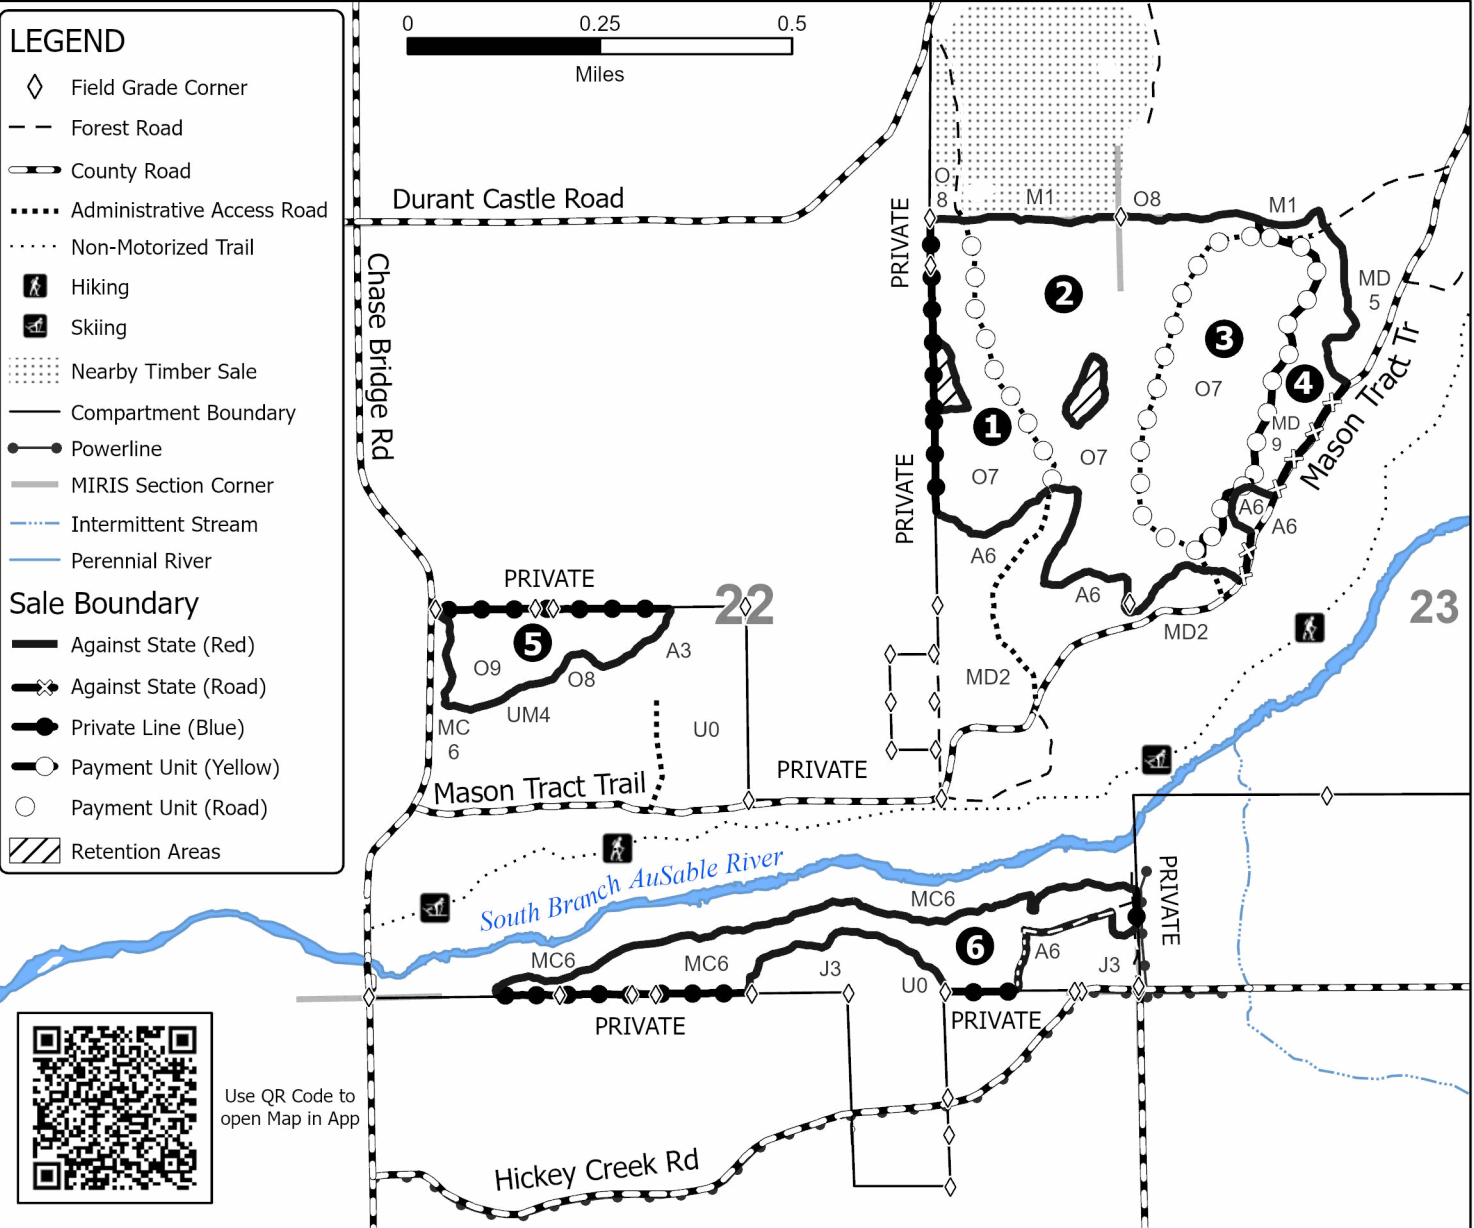 LEGEND
Field Grade Corner
Forest Road
County Road
Administrative Access Road
Non-Motorized Trail
Hiking
Skiing
Nearby Timber Sale
Compartment Boundary
Powerline
MIRIS Section Corner
Intermittent Stream
Perennial River
Sale Boundary
Against State (Red)
Against State (Road)
Private Line (Blue)
Payment Unit (Yellow)
Payment Unit (Road)
Retention Areas
0 0.25 0.5
Miles
Durant Castle Road
Chase Bridge Rd
O
8
M1
O8
M1
PRIVATE
MD
5
2
3
4
O7
1
MD
9
Mason Tract Tr
O7
O7
PRIVATE
A6
A6
A6
A6
MD2
MD2
PRIVATE
22
23
5
O9
O8
A3
UM4
MC
6
U0
PRIVATE
Mason Tract Trail
South Branch AuSable River
PRIVATE
MC6
6
A6
MC6
MC6
J3
U0
J3
PRIVATE
PRIVATE
Use QR Code to
open Map in App
Hickey Creek Rd